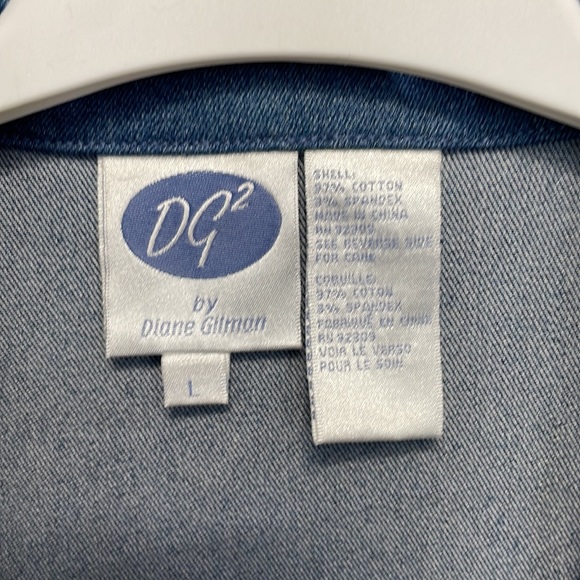 DG2
by
Diane Gilman
L
SHELL:
97% COTTON
3% SPANDEX
MADE IN CHINA
RN 92309
SEE REVERSE SIDE
FOR CARE
COQUILLE:
97% COTON
3% SPANDEX
FABRIQUÉ EN CHINE
RN 92309
VOIR LE VERSO
POUR LE SOIN